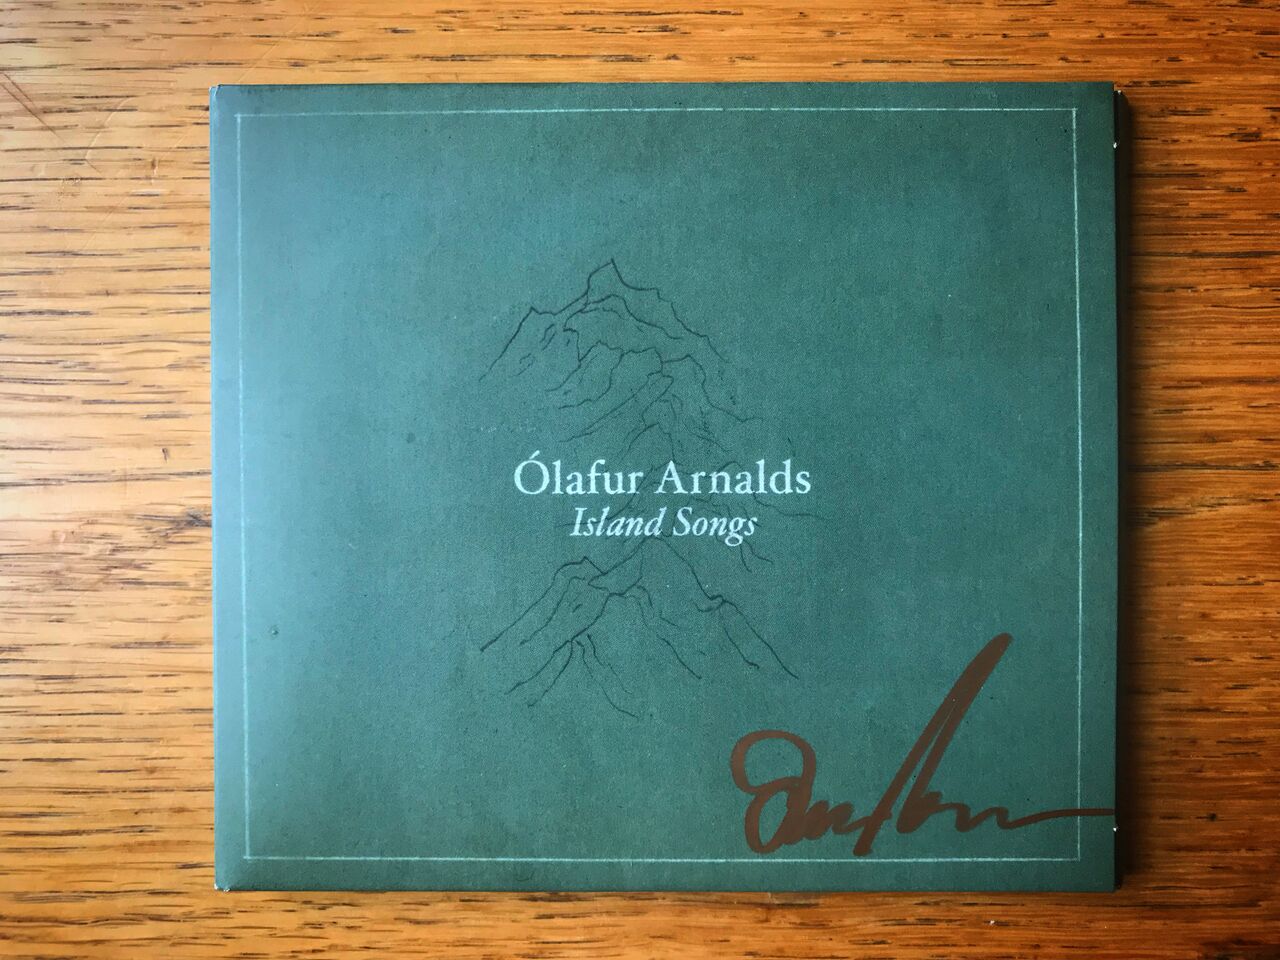 Ólafur Arnalds
Island Songs